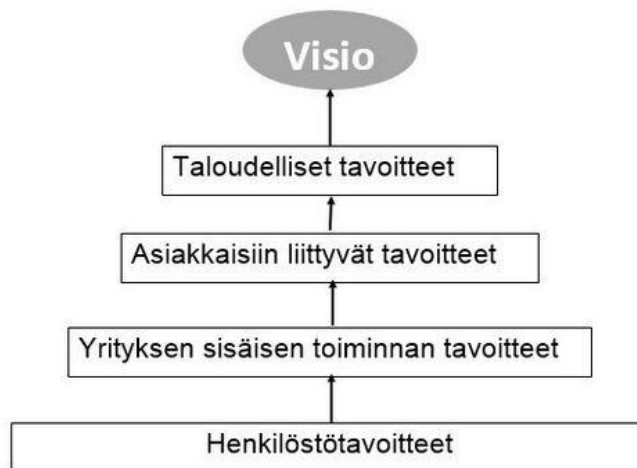 Visio
Taloudelliset tavoitteet
Asiakkaisiin liittyvät tavoitteet
Yrityksen sisäisen toiminnan tavoitteet
Henkilöstötavoitteet